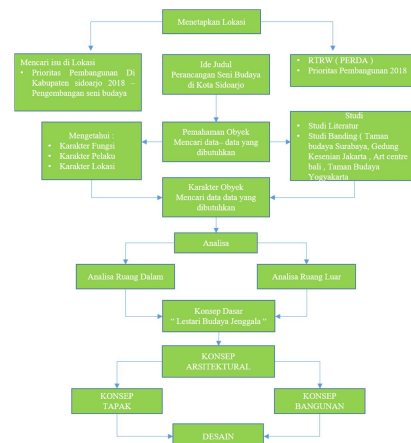 Menetapkan Lokasi
Mencari isu di Lokasi
• Prioritas Pembangunan Di
Kabupaten sidoarjo 2018 –
Pengembangan seni budaya
Ide Judul
Perancangan Seni Budaya
di Kota Sidoarjo
• RTRW ( PERDA )
• Prioritas Pembangunan 2018
Mengetahui :
• Karakter Fungsi
• Karakter Pelaku
• Karakter Lokasi
Pemahaman Obyek
Mencari data– data yang
dibutuhkan
Studi
• Studi Literatur
• Studi Banding ( Taman
budaya Surabaya, Gedung
Kesenian Jakarta , Art centre
bali , Taman Budaya
Yogyakarta
Karakter Obyek
Mencari data data yang
dibutuhkan
Analisa
Analisa Ruang Dalam
Analisa Ruang Luar
Konsep Dasar
“ Lestari Budaya Jenggala “
KONSEP
ARSITEKTURAL
KONSEP
TAPAK
KONSEP
BANGUNAN
DESAIN